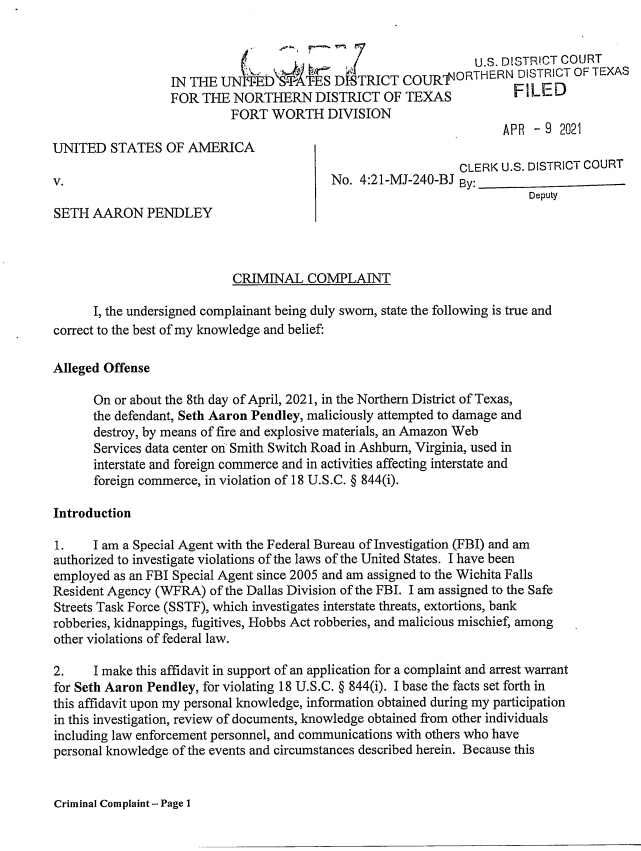 U.S. DISTRICT COURT
NORTHERN DISTRICT OF TEXAS
FILED
APR - 9 2021
CLERK U.S. DISTRICT COURT
By:
Deputy
IN THE UNITED STATES DISTRICT COURT
FOR THE NORTHERN DISTRICT OF TEXAS
FORT WORTH DIVISION
UNITED STATES OF AMERICA
v.
No. 4:21-MJ-240-BJ
SETH AARON PENDLEY
CRIMINAL COMPLAINT
I, the undersigned complainant being duly sworn, state the following is true and
correct to the best of my knowledge and belief:
Alleged Offense
On or about the 8th day of April, 2021, in the Northern District of Texas,
the defendant, Seth Aaron Pendley, maliciously attempted to damage and
destroy, by means of fire and explosive materials, an Amazon Web
Services data center on Smith Switch Road in Ashburn, Virginia, used in
interstate and foreign commerce and in activities affecting interstate and
foreign commerce, in violation of 18 U.S.C. § 844(i).
Introduction
1. I am a Special Agent with the Federal Bureau of Investigation (FBI) and am
authorized to investigate violations of the laws of the United States. I have been
employed as an FBI Special Agent since 2005 and am assigned to the Wichita Falls
Resident Agency (WFRA) of the Dallas Division of the FBI. I am assigned to the Safe
Streets Task Force (SSTF), which investigates interstate threats, extortions, bank
robberies, kidnappings, fugitives, Hobbs Act robberies, and malicious mischief, among
other violations of federal law.
2. I make this affidavit in support of an application for a complaint and arrest warrant
for Seth Aaron Pendley, for violating 18 U.S.C. § 844(i). I base the facts set forth in
this affidavit upon my personal knowledge, information obtained during my participation
in this investigation, review of documents, knowledge obtained from other individuals
including law enforcement personnel, and communications with others who have
personal knowledge of the events and circumstances described herein. Because this
Criminal Complaint – Page 1